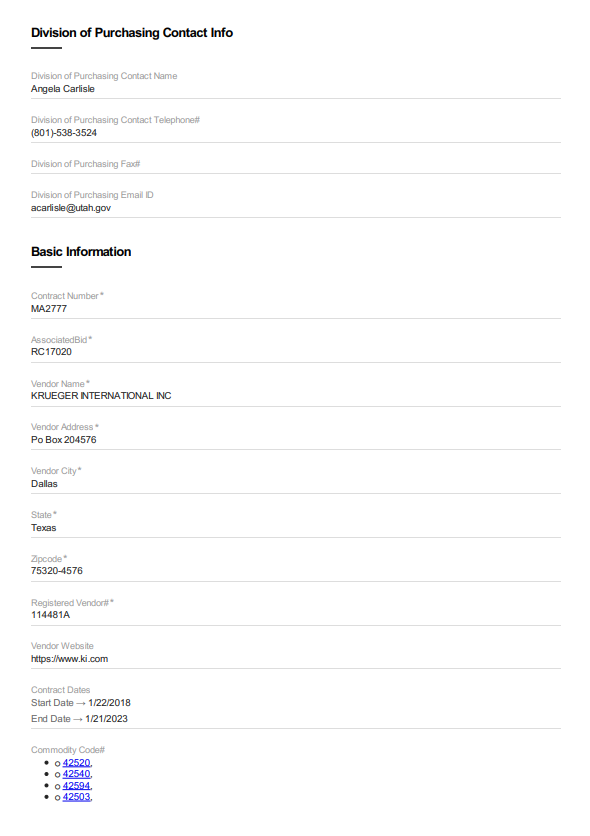 Division of Purchasing Contact Info
Division of Purchasing Contact Name
Angela Carlisle
Division of Purchasing Contact Telephone#
(801)-538-3524
Division of Purchasing Fax#
Division of Purchasing Email ID
acarlisle@utah.gov
Basic Information
Contract Number*
MA2777
AssociatedBid*
RC17020
Vendor Name*
KRUEGER INTERNATIONAL INC
Vendor Address*
Po Box 204576
Vendor City*
Dallas
State*
Texas
Zipcode*
75320-4576
Registered Vendor#*
114481A
Vendor Website
https://www.ki.com
Contract Dates
Start Date → 1/22/2018
End Date → 1/21/2023
Commodity Code#
• o 42520,
• o 42540,
• o 42594,
• o 42503,